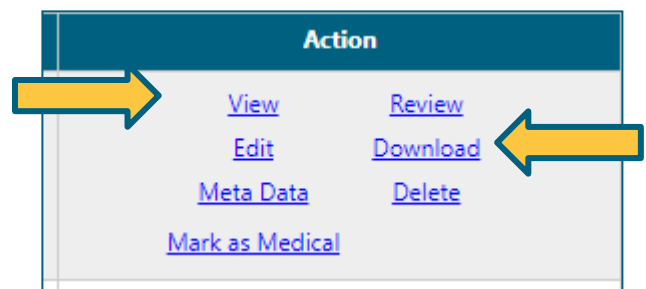 Action
View Review
Edit Download
Meta Data Delete
Mark as Medical